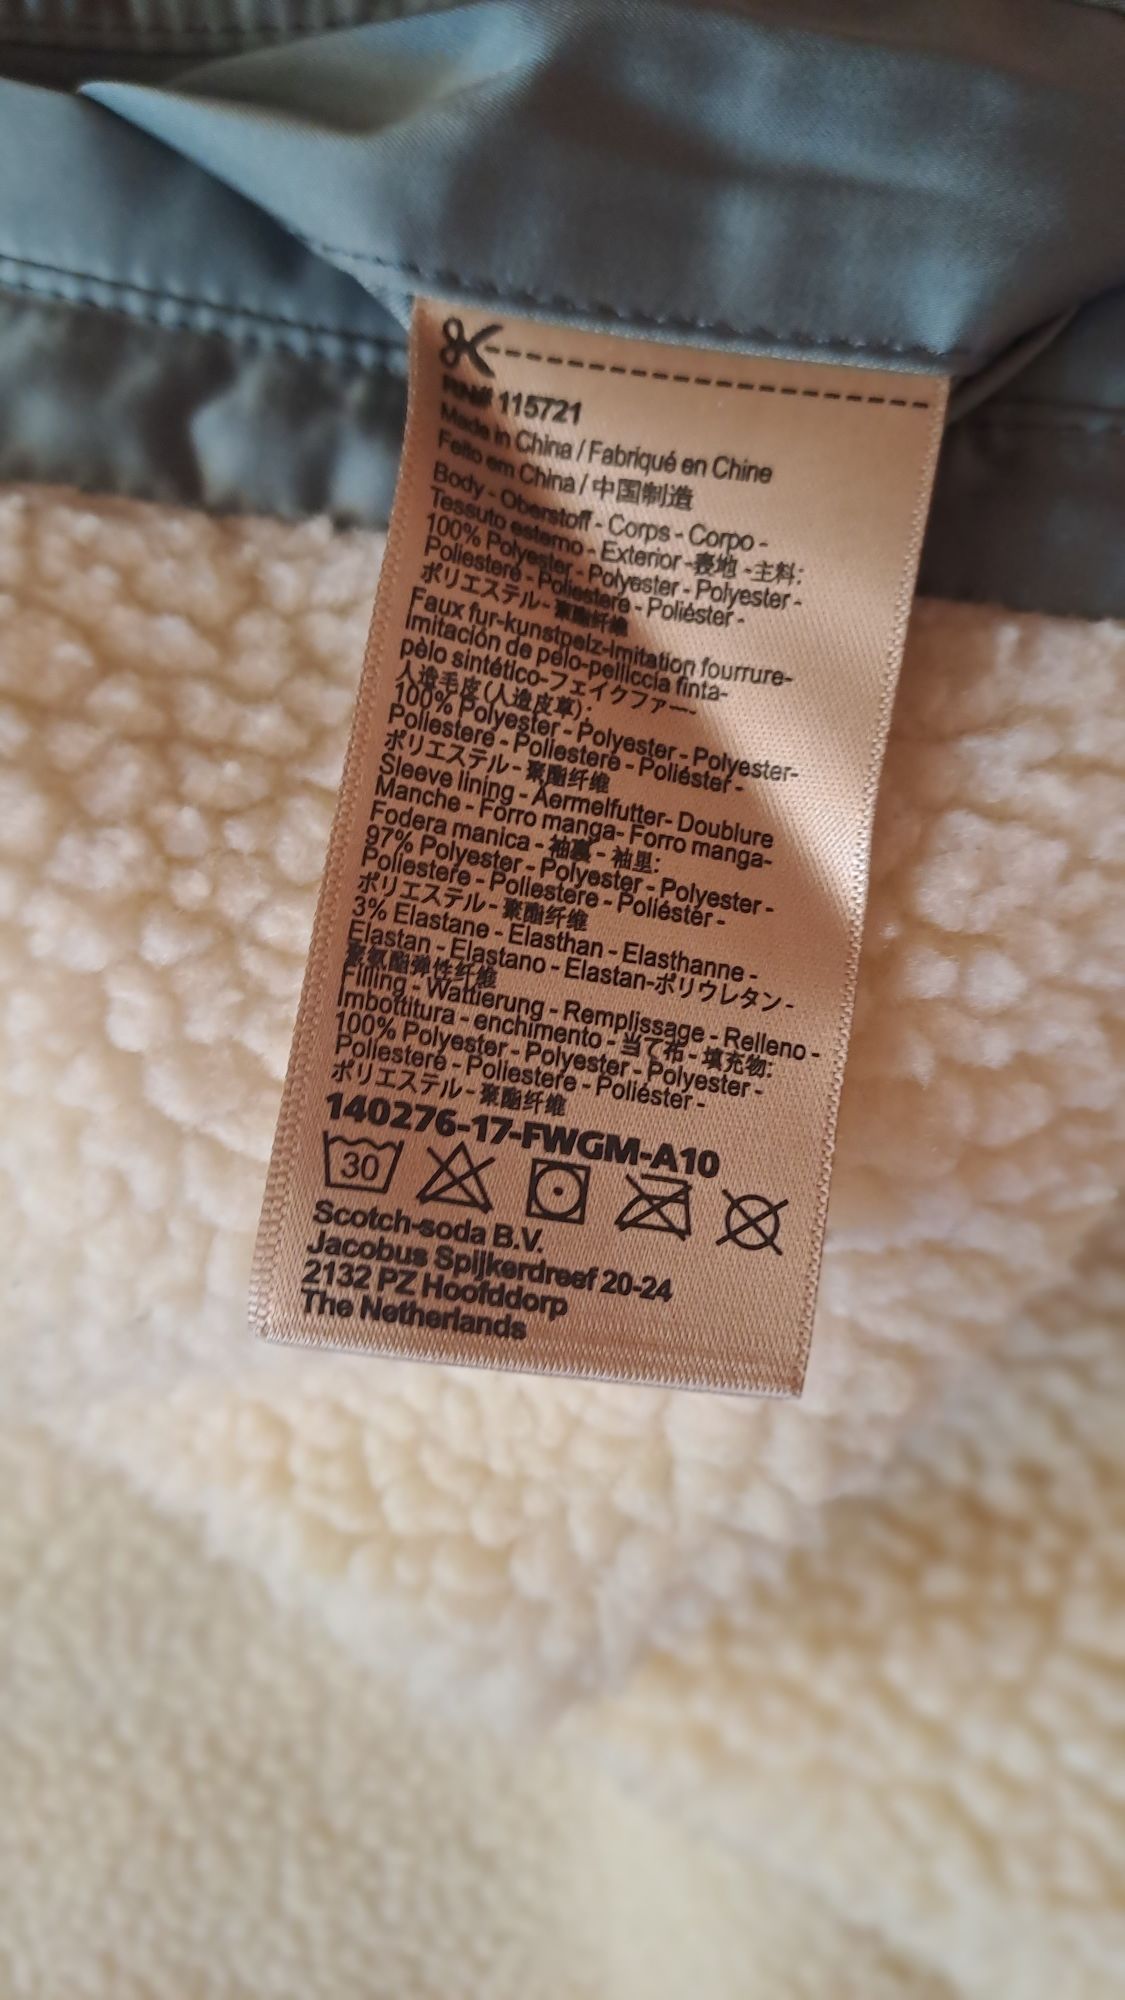 RN# 115721
Made in China / Fabriqué en Chine
Feito em China / 中国制造
Body - Oberstoff - Corps - Corpo -
Tessuto esterno - Exterior -表地 -主料:
100% Polyester - Polyester - Polyester -
Poliestere - Poliestere - Poliéster -
ポリエステル - 聚酯纤维
Faux fur-kunstpelz-Imitation fourrure-
Imitación de pelo-pelliccia finta-
pêlo sintético-フェイクファー-
人造毛皮(人造皮草):
100% Polyester - Polyester - Polyester-
Poliestere - Poliestere - Poliéster -
ポリエステル - 聚酯纤维
Sleeve lining - Aermelfutter- Doublure
Manche - Forro manga- Forro manga-
Fodera manica - 袖裏 - 袖里:
97% Polyester - Polyester - Polyester -
Poliestere - Poliestere - Poliéster -
ポリエステル - 聚酯纤维
3% Elastane - Elasthan - Elasthanne -
Elastan - Elastano - Elastan-ポリウレタン -
聚氨酯弹性纤维
Filling - Wattierung - Remplissage - Relleno -
Imbottitura - enchimento - 当て布 - 填充物:
100% Polyester - Polyester - Polyester -
Poliestere - Poliestere - Poliéster -
ポリエステル - 聚酯纤维
140276-17-FWGM-A10
30
Scotch-soda B.V.
Jacobus Spijkerdreef 20-24
2132 PZ Hoofddorp
The Netherlands